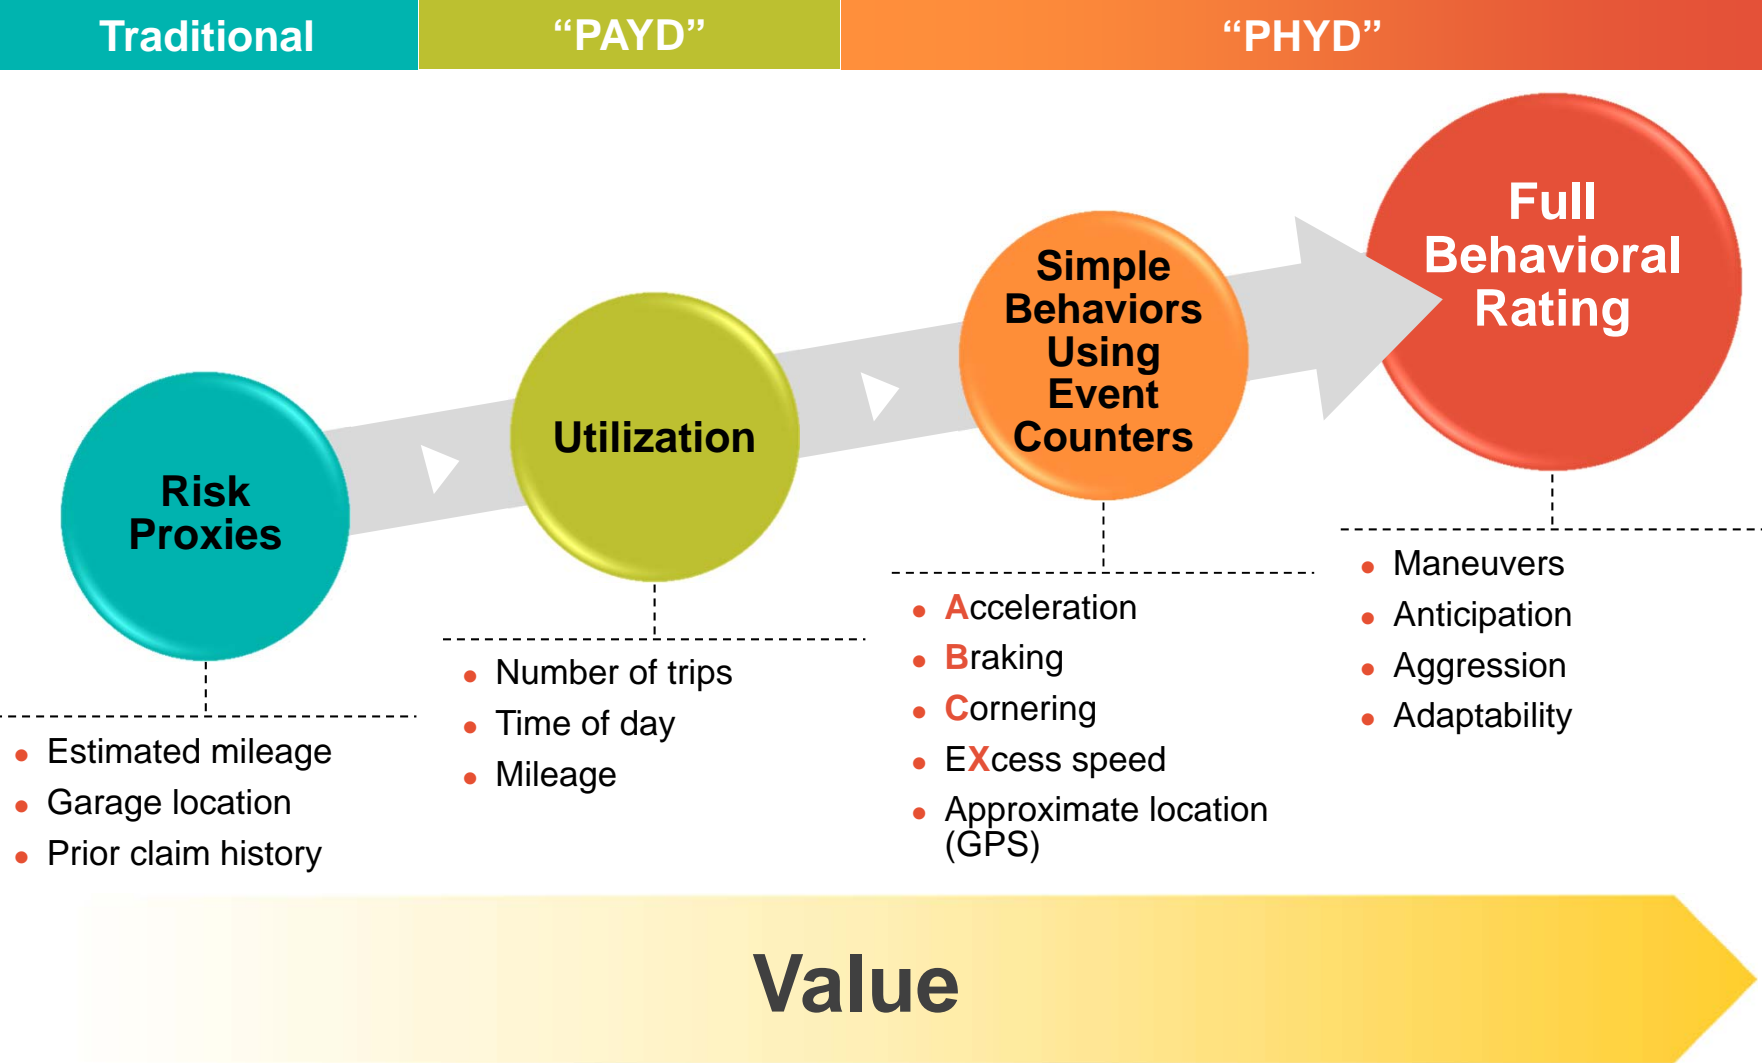 Traditional
“PAYD”
“PHYD”
Risk
Proxies
Utilization
Simple
Behaviors
Using
Event
Counters
Full
Behavioral
Rating
Estimated mileage
Garage location
Prior claim history
Number of trips
Time of day
Mileage
Acceleration
Braking
Cornering
EXcess speed
Approximate location
(GPS)
Maneuvers
Anticipation
Aggression
Adaptability
Value